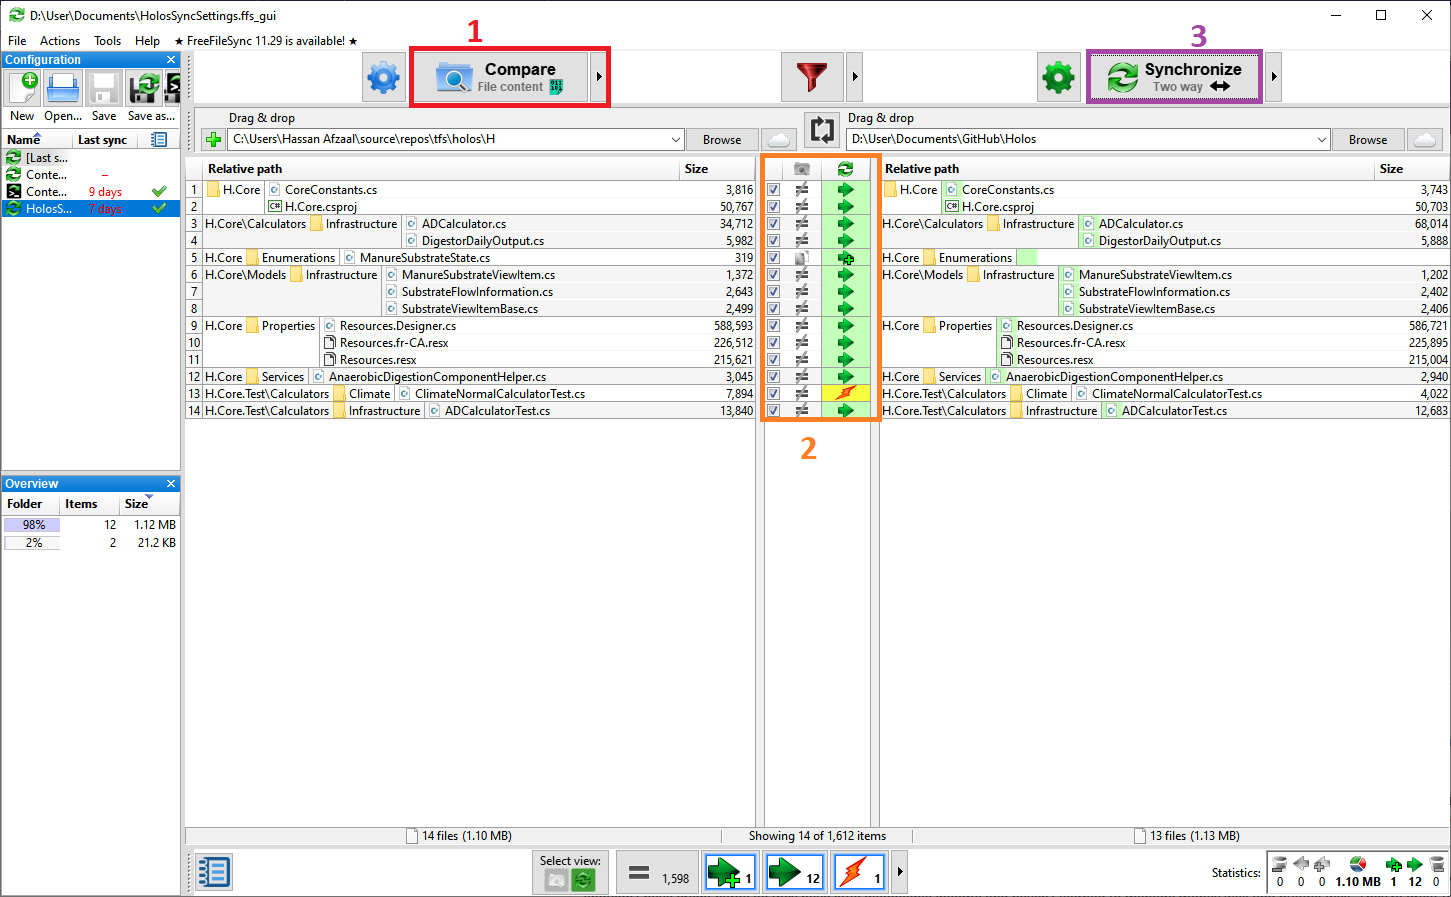 D:\User\Documents\HolosSyncSettings.ffs_gui
File Actions Tools Help ★ FreeFileSync 11.29 is available! ★
1
3
Configuration
New Open... Save Save as...
Compare
File content
Synchronize
Two way
Drag & drop
Drag & drop
C:\Users\Hassan Afzaal\source\repos\tfs\holos\H
Browse
D:\User\Documents\GitHub\Holos
Browse
Name Last sync
[Last s...
Conte... –
Conte... 9 days
HolosS... 7 days
Relative path Size
Relative path Size
1 H.Core CoreConstants.cs 3,816 H.Core CoreConstants.cs 3,743
2 H.Core.csproj 50,767 H.Core.csproj 50,703
3 H.Core\Calculators Infrastructure ADCalculator.cs 34,712 H.Core\Calculators Infrastructure ADCalculator.cs 68,014
4 DigestorDailyOutput.cs 5,982 DigestorDailyOutput.cs 5,888
5 H.Core Enumerations ManureSubstrateState.cs 319 H.Core Enumerations
6 H.Core\Models Infrastructure ManureSubstrateViewItem.cs 1,372 H.Core\Models Infrastructure ManureSubstrateViewItem.cs 1,202
7 SubstrateFlowInformation.cs 2,643 SubstrateFlowInformation.cs 2,402
8 SubstrateViewItemBase.cs 2,499 SubstrateViewItemBase.cs 2,406
9 H.Core Properties Resources.Designer.cs 588,593 H.Core Properties Resources.Designer.cs 586,721
10 Resources.fr-CA.resx 226,512 Resources.fr-CA.resx 225,895
11 Resources.resx 215,621 Resources.resx 215,004
12 H.Core Services AnaerobicDigestionComponentHelper.cs 3,045 H.Core Services AnaerobicDigestionComponentHelper.cs 2,940
13 H.Core.Test\Calculators Climate ClimateNormalCalculatorTest.cs 7,894 H.Core.Test\Calculators Climate ClimateNormalCalculatorTest.cs 4,022
14 H.Core.Test\Calculators Infrastructure ADCalculatorTest.cs 13,840 H.Core.Test\Calculators Infrastructure ADCalculatorTest.cs 12,683
2
Overview
Folder Items Size
98% 12 1.12 MB
2% 2 21.2 KB
14 files (1.10 MB) Showing 14 of 1,612 items 13 files (1.13 MB)
Select view:
1,598
1
12
1
Statistics:
0 0 0 1.10 MB 1 12 0